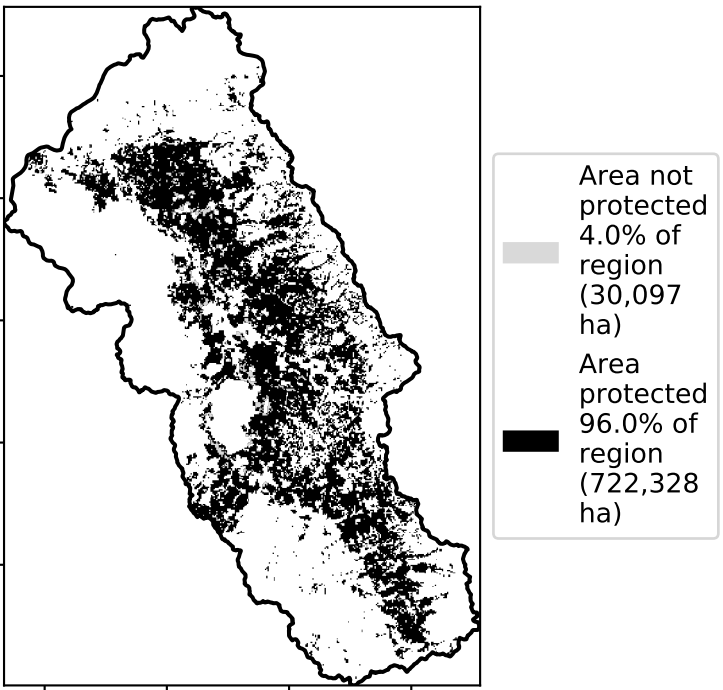 Area not
protected
4.0% of
region
(30,097
ha)
Area
protected
96.0% of
region
(722,328
ha)